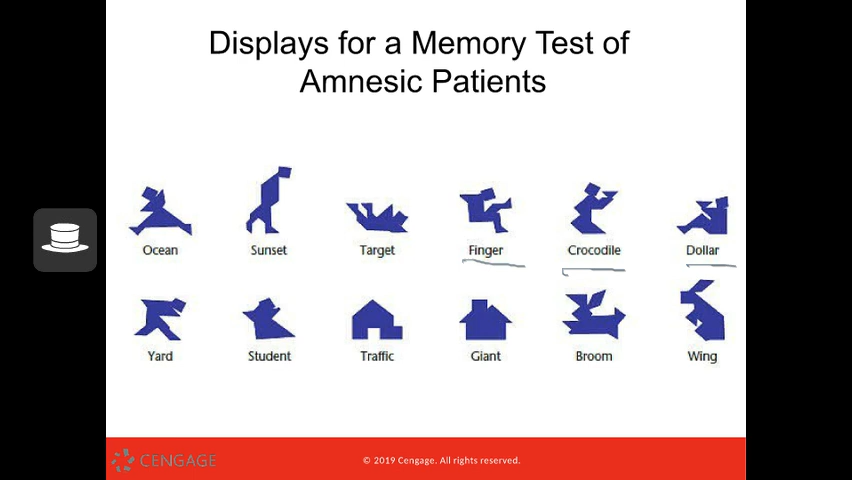 Displays for a Memory Test of
Amnesic Patients
Ocean Sunset Target Finger Crocodile Dollar
Yard Student Traffic Giant Broom Wing
CENGAGE © 2019 Cengage. All rights reserved.